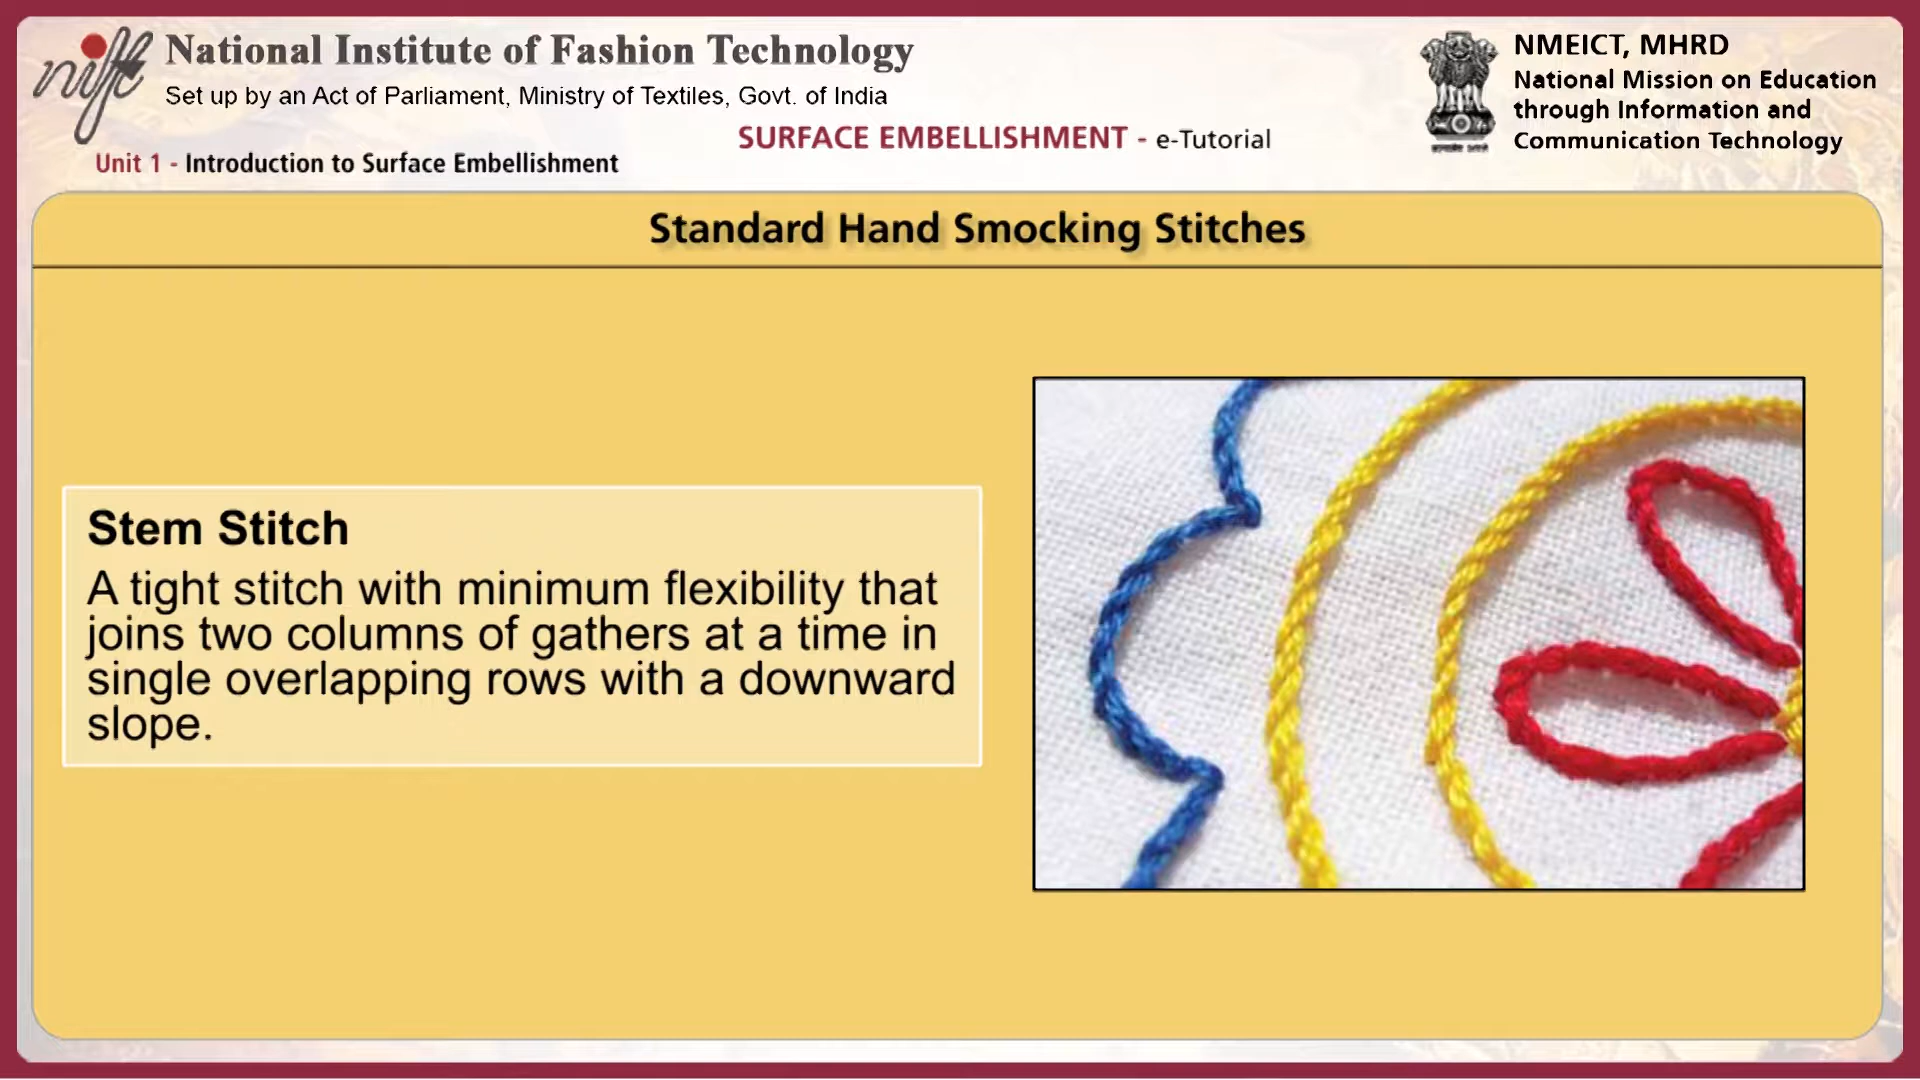 nift
National Institute of Fashion Technology
Set up by an Act of Parliament, Ministry of Textiles, Govt. of India
NMEICT, MHRD
National Mission on Education
through Information and
Communication Technology
SURFACE EMBELLISHMENT - e-Tutorial
Unit 1 - Introduction to Surface Embellishment
Standard Hand Smocking Stitches
Stem Stitch
A tight stitch with minimum flexibility that
joins two columns of gathers at a time in
single overlapping rows with a downward
slope.